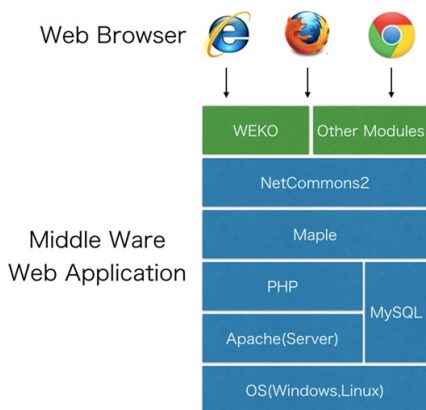 Web Browser
WEKO
Other Modules
NetCommons2
Maple
Middle Ware
Web Application
PHP
MySQL
Apache(Server)
OS(Windows,Linux)